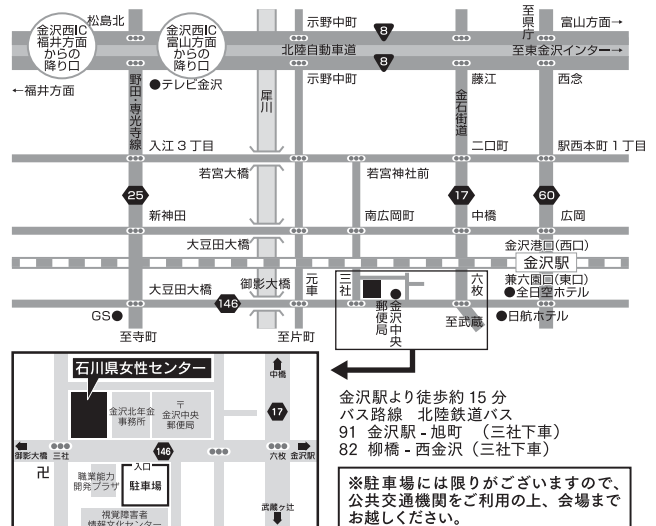 松島北
金沢西IC
福井方面
からの
降り口
金沢西IC
富山方面
からの
降り口
示野中町
8
至県庁
富山方面→
北陸自動車道
至東金沢インター→
8
←福井方面
野田・専光寺線
●テレビ金沢
犀川
示野中町
藤江
西念
金石街道
入江3丁目
二口町
駅西本町1丁目
若宮大橋
若宮神社前
25
17
60
新神田
南広岡町
中橋
広岡
大豆田大橋
金沢港口(西口)
金沢駅
兼六園口(東口)
●全日空ホテル
大豆田大橋
146
御影大橋
元車
三社
金沢中央
郵便局
六枚
GS●
●日航ホテル
至寺町
至片町
至武蔵
石川県女性センター
中橋
金沢北年金
事務所
〒
金沢中央
郵便局
17
御影大橋
三社
146
六枚
金沢駅
卍
職業能力
開発プラザ
入口
駐車場
視覚障害者
情報文化センター
武蔵ヶ辻
金沢駅より徒歩約15分
バス路線 北陸鉄道バス
91 金沢駅-旭町 (三社下車)
82 柳橋-西金沢(三社下車)
※駐車場には限りがございますので、
公共交通機関をご利用の上、会場まで
お越しください。